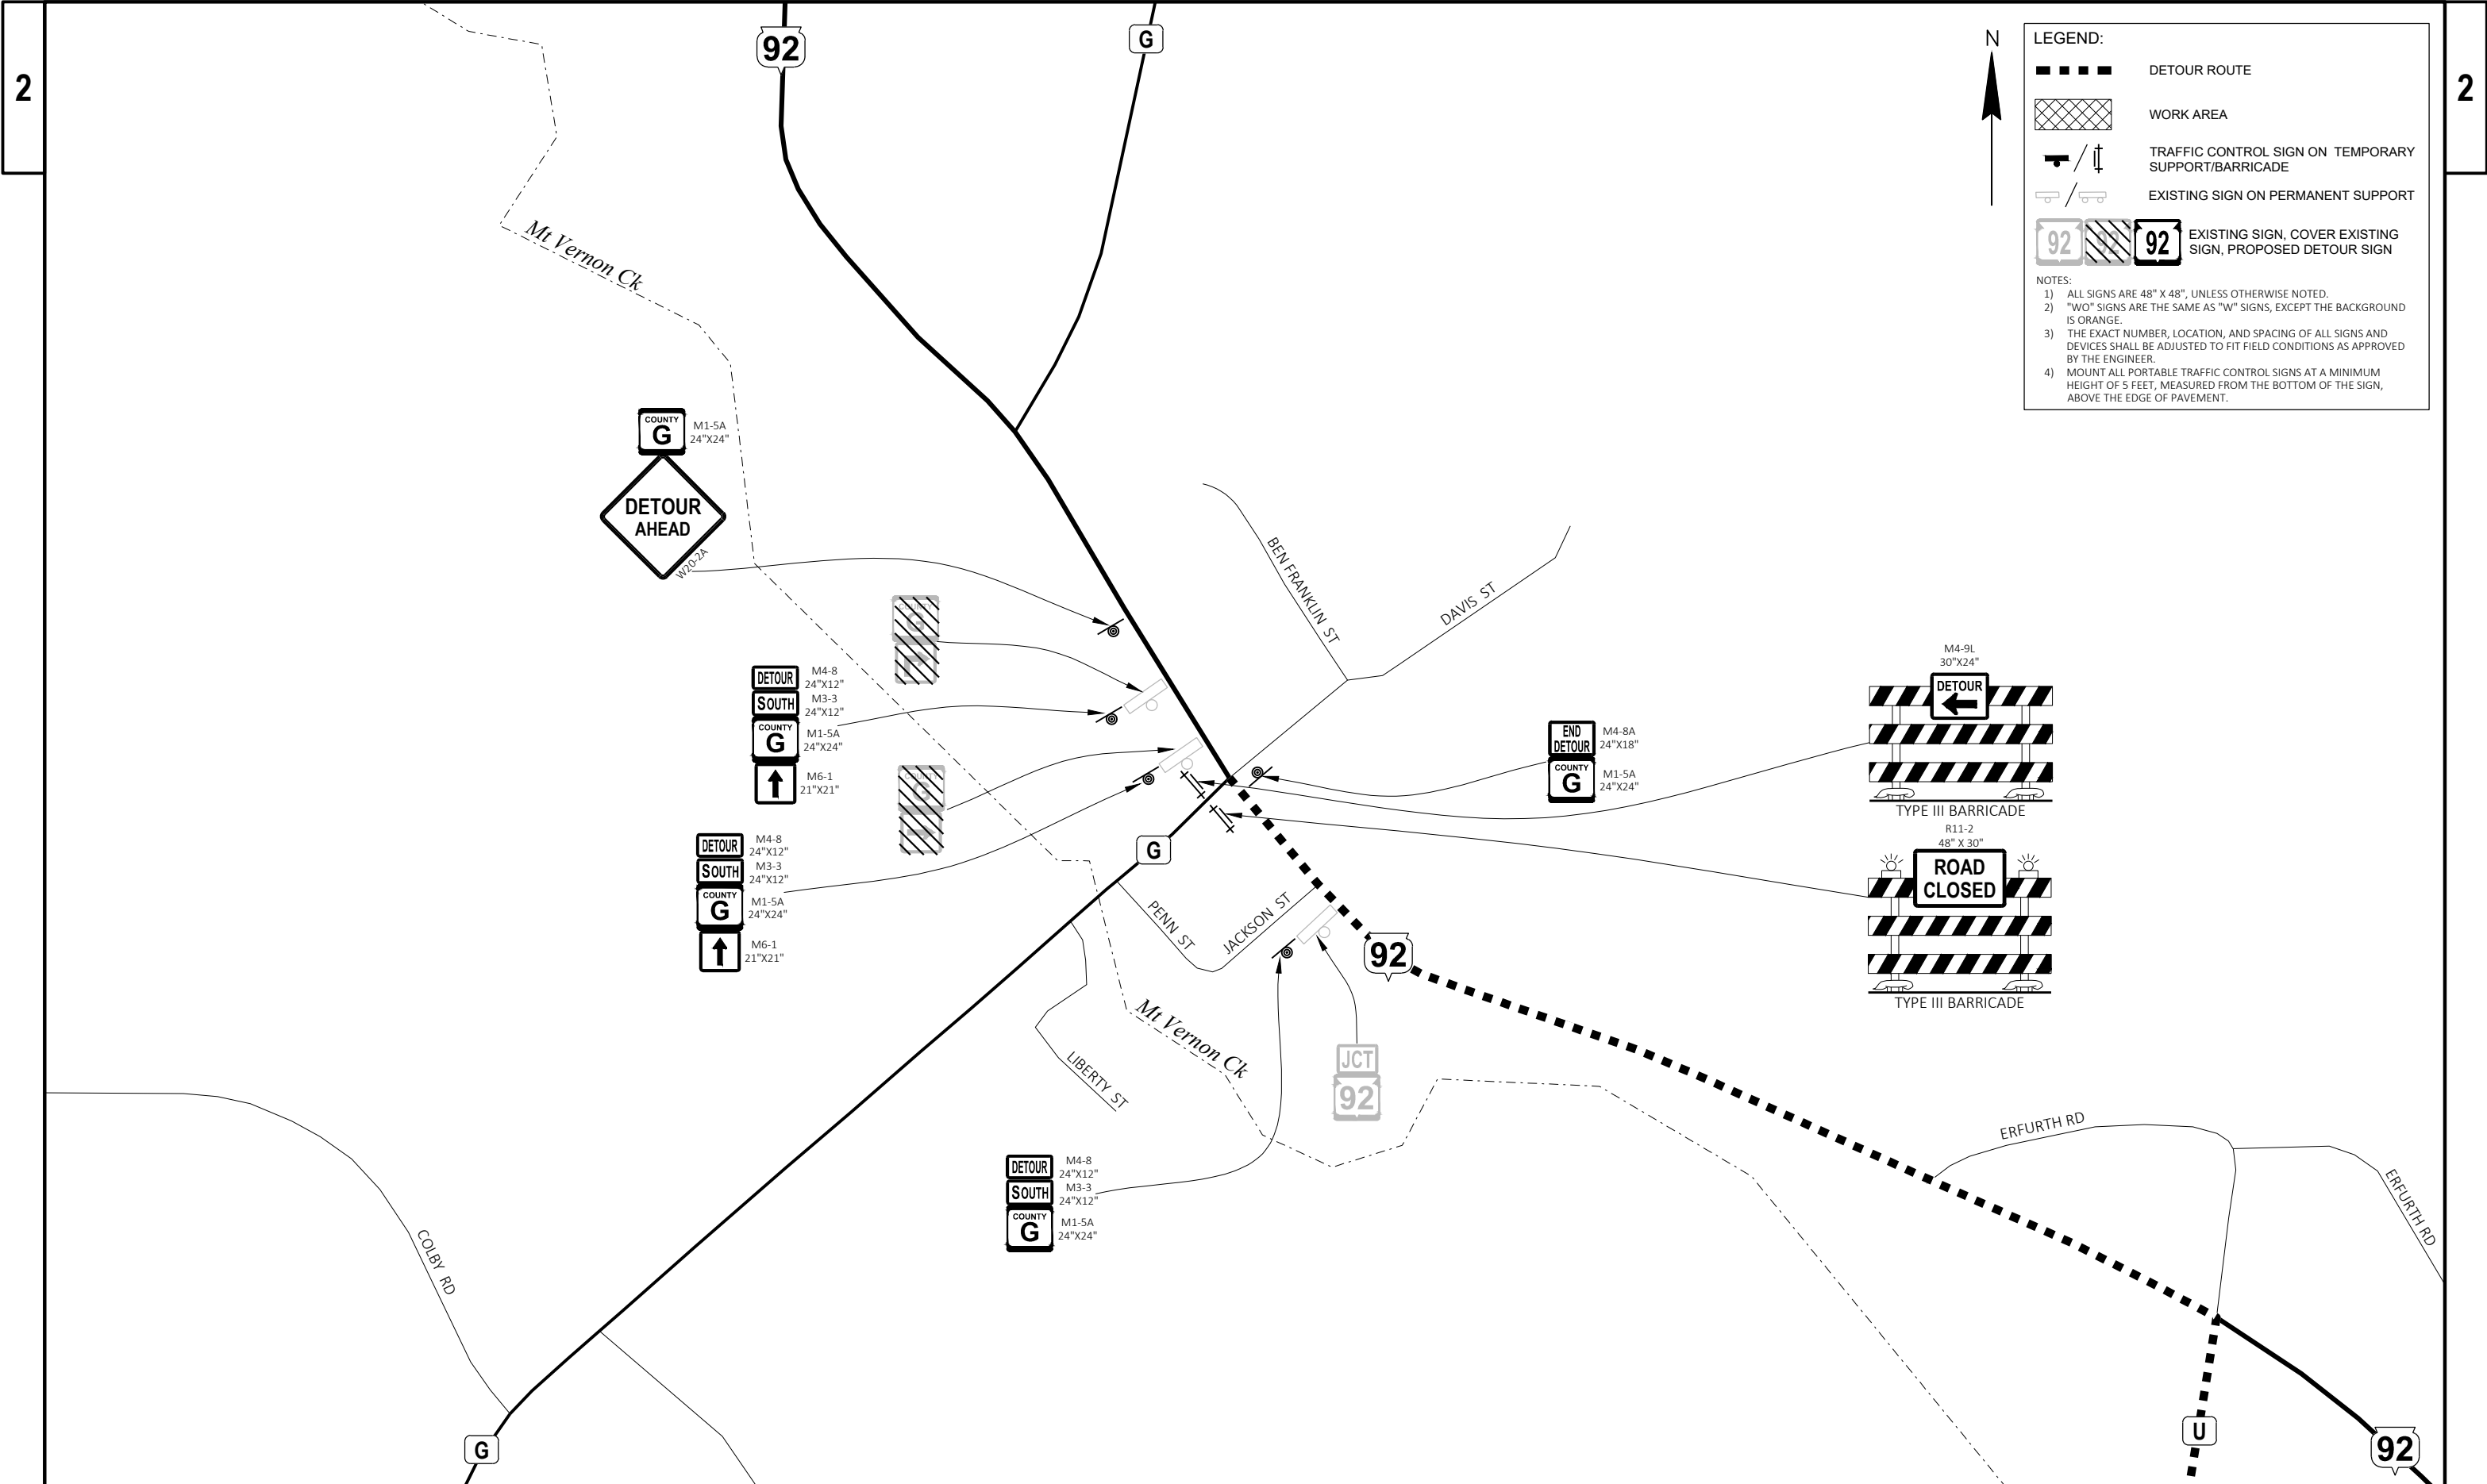 2
92
G
N
LEGEND:
DETOUR ROUTE
WORK AREA
TRAFFIC CONTROL SIGN ON TEMPORARY
SUPPORT/BARRICADE
EXISTING SIGN ON PERMANENT SUPPORT
92
92
92
EXISTING SIGN, COVER EXISTING
SIGN, PROPOSED DETOUR SIGN
NOTES:
1) ALL SIGNS ARE 48" X 48", UNLESS OTHERWISE NOTED.
2) "WO" SIGNS ARE THE SAME AS "W" SIGNS, EXCEPT THE BACKGROUND
IS ORANGE.
3) THE EXACT NUMBER, LOCATION, AND SPACING OF ALL SIGNS AND
DEVICES SHALL BE ADJUSTED TO FIT FIELD CONDITIONS AS APPROVED
BY THE ENGINEER.
4) MOUNT ALL PORTABLE TRAFFIC CONTROL SIGNS AT A MINIMUM
HEIGHT OF 5 FEET, MEASURED FROM THE BOTTOM OF THE SIGN,
ABOVE THE EDGE OF PAVEMENT.
2
Mt Vernon Ck
COUNTY
G
M1-5A
24"X24"
DETOUR
AHEAD
W20-2A
COUNTY
G
BEN FRANKLIN ST
DAVIS ST
DETOUR
M4-8
24"X12"
SOUTH
M3-3
24"X12"
COUNTY
G
M1-5A
24"X24"
M6-1
21"X21"
COUNTY
G
END
DETOUR
M4-8A
24"X18"
COUNTY
G
M1-5A
24"X24"
M4-9L
30"X24"
DETOUR
TYPE III BARRICADE
R11-2
48" X 30"
ROAD
CLOSED
TYPE III BARRICADE
DETOUR
M4-8
24"X12"
SOUTH
M3-3
24"X12"
COUNTY
G
M1-5A
24"X24"
M6-1
21"X21"
G
PENN ST
JACKSON ST
92
LIBERTY ST
Mt Vernon Ck
JCT
92
DETOUR
M4-8
24"X12"
SOUTH
M3-3
24"X12"
COUNTY
G
M1-5A
24"X24"
ERFURTH RD
ERFURTH RD
COLBY RD
G
U
92